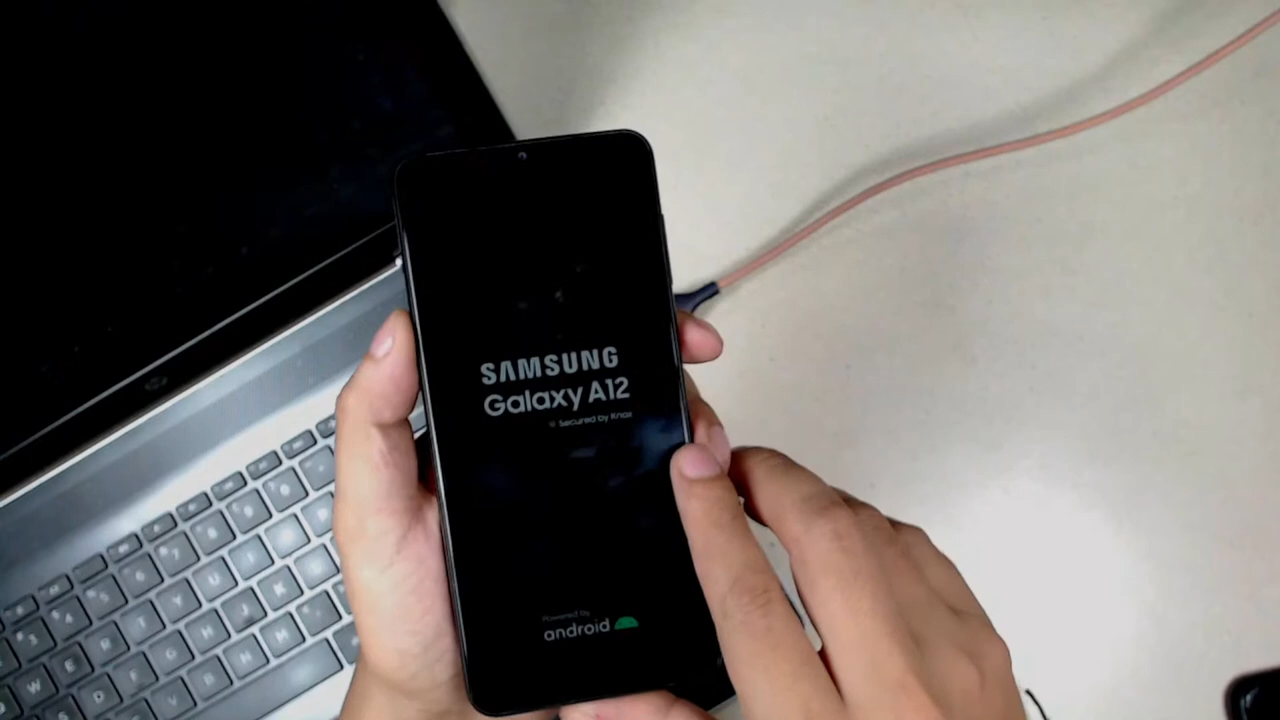 SAMSUNG
Galaxy A12
Secured by Knox
Powered by
android